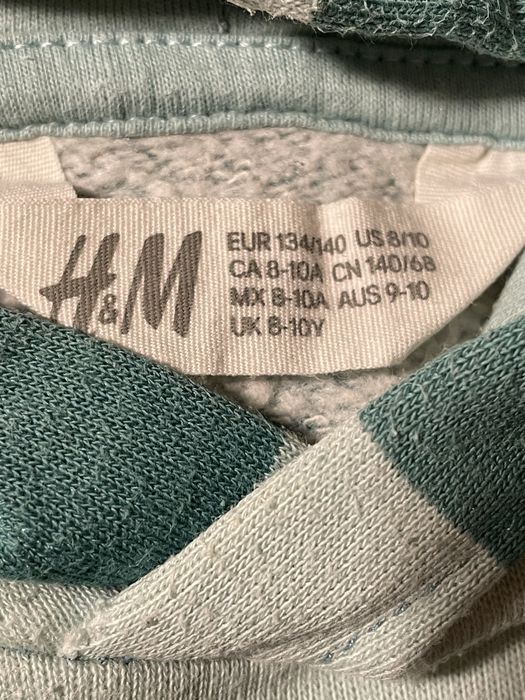 H&M
EUR 134/140 US 8/10
CA 8-10A CN 140/68
MX 8-10A AUS 9-10
UK 8-10Y